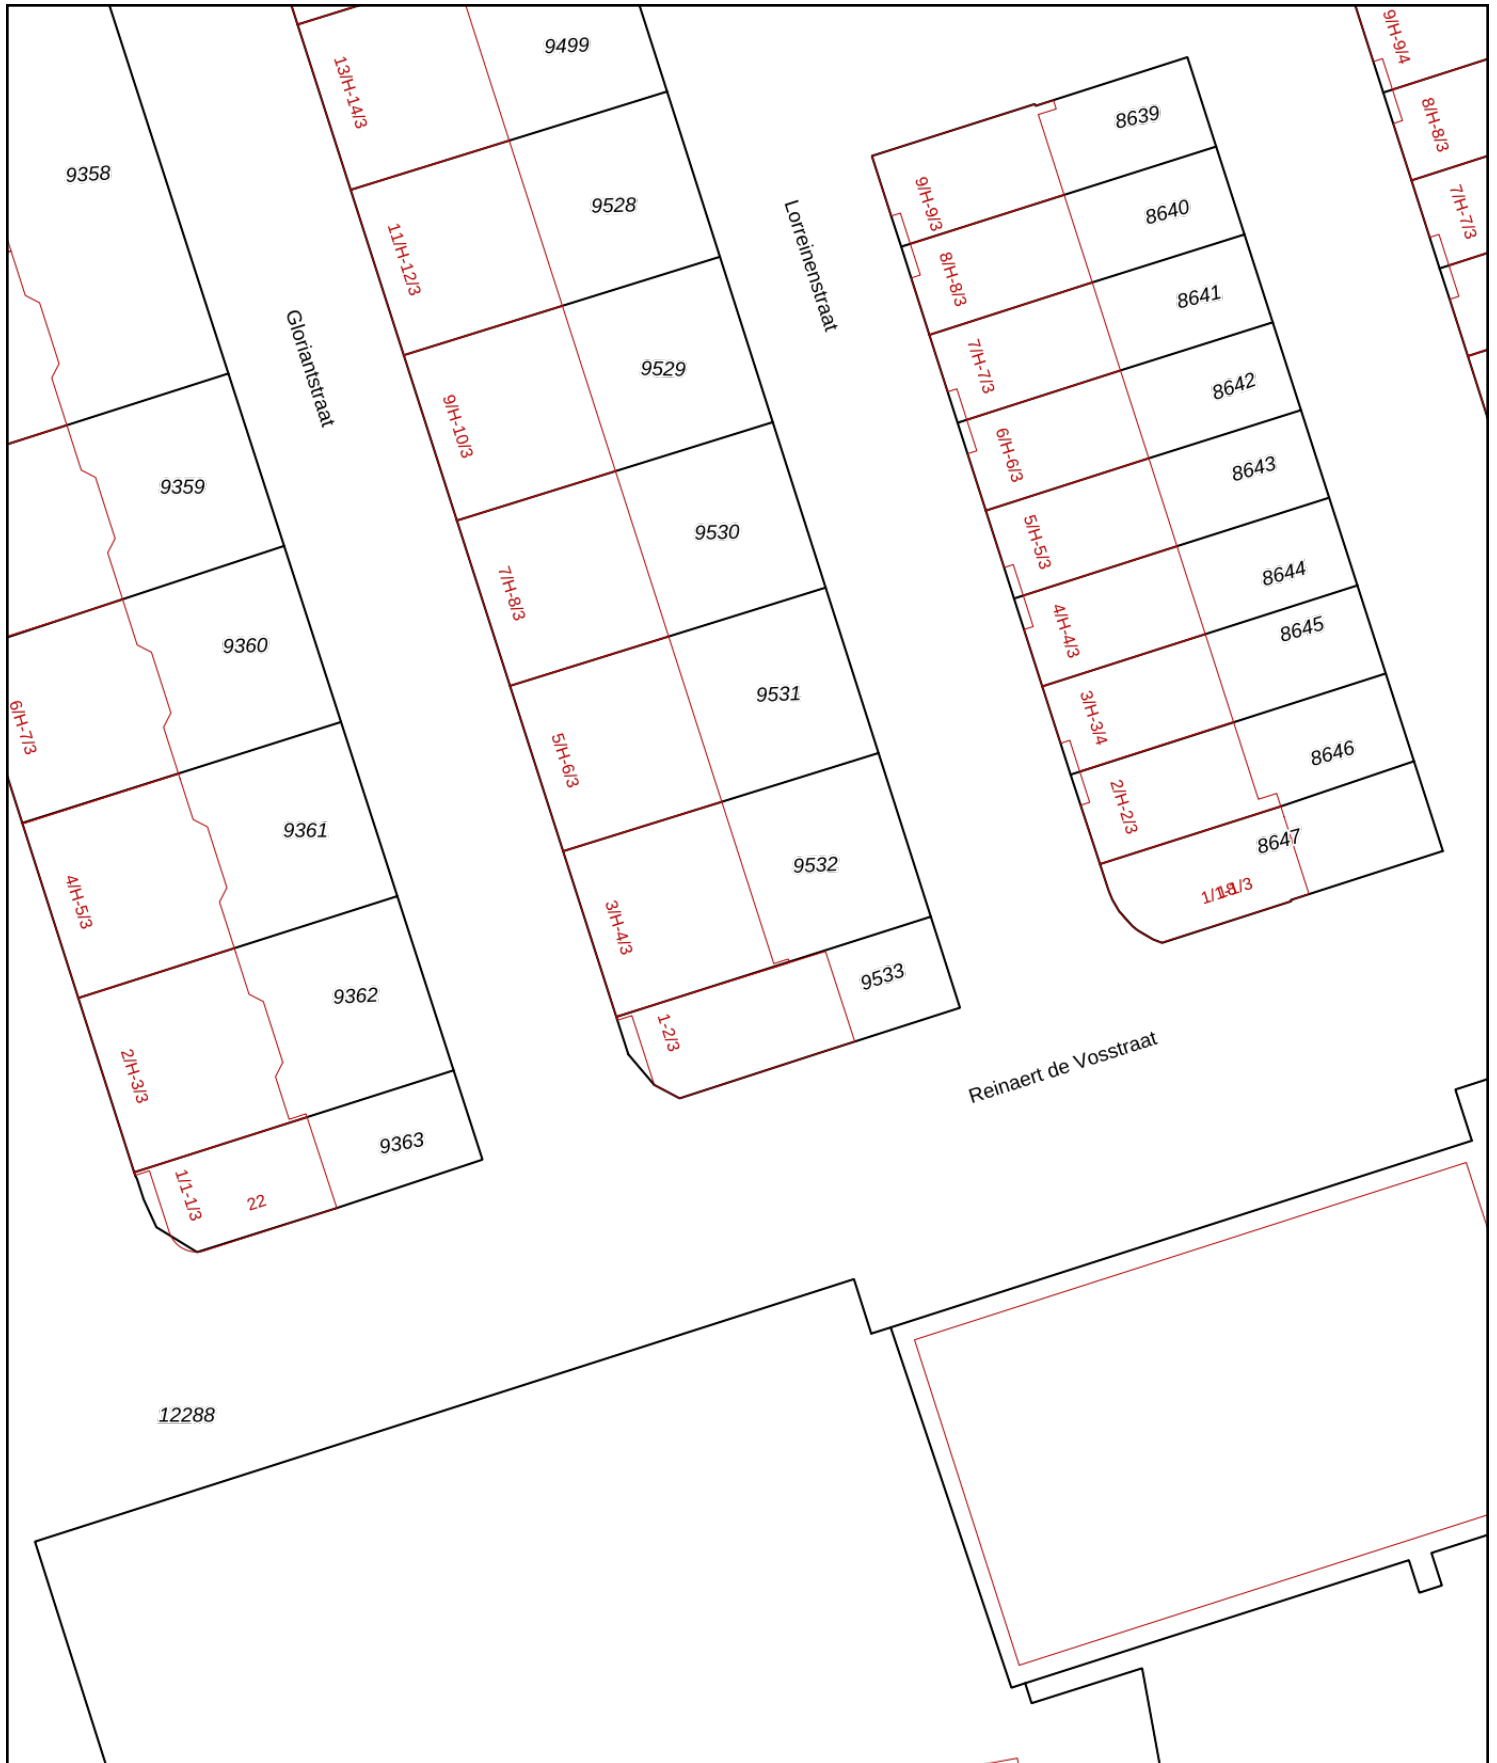 9/H-9/4
9499
13/H-14/3
8639
8/H-8/3
9358
9528
9/H-9/3
8640
7/H-7/3
11/H-12/3
Lorreinenstraat
8/H-8/3
8641
Gloriantstraat
9529
7/H-7/3
8642
9/H-10/3
6/H-6/3
8643
9359
9530
5/H-5/3
8644
7/H-8/3
4/H-4/3
8645
9360
9531
3/H-3/4
6/H-7/3
5/H-6/3
8646
2/H-2/3
9361
8647
9532
4/H-5/3
3/H-4/3
9533
9362
1-2/3
Reinaert de Vosstraat
2/H-3/3
9363
1/1-1/3
22
12288